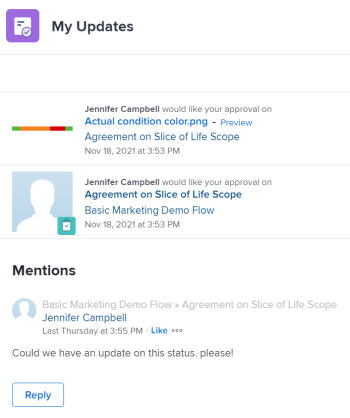 My Updates
Jennifer Campbell would like your approval on
Actual condition color.png - Preview
Agreement on Slice of Life Scope
Nov 18, 2021 at 3:53 PM
Jennifer Campbell would like your approval on
Agreement on Slice of Life Scope
Basic Marketing Demo Flow
Nov 18, 2021 at 3:53 PM
Mentions
Basic Marketing Demo Flow » Agreement on Slice of Life Scope
Jennifer Campbell
Last Thursday at 3:55 PM · Like
Could we have an update on this status. please!
Reply